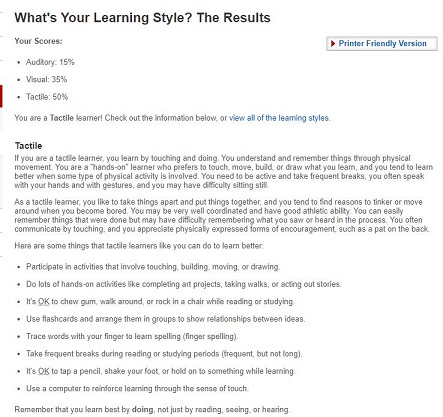 What's Your Learning Style? The Results
Your Scores:
Printer Friendly Version
Auditory: 15%
Visual: 35%
Tactile: 50%
You are a Tactile learner! Check out the information below, or view all of the learning styles.
Tactile
If you are a tactile learner, you learn by touching and doing. You understand and remember things through physical
movement. You are a "hands-on" learner who prefers to touch, move, build, or draw what you learn, and you tend to learn
better when some type of physical activity is involved. You need to be active and take frequent breaks, you often speak
with your hands and with gestures, and you may have difficulty sitting still.
As a tactile learner, you like to take things apart and put things together, and you tend to find reasons to tinker or move
around when you become bored. You may be very well coordinated and have good athletic ability. You can easily
remember things that were done but may have difficulty remembering what you saw or heard in the process. You often
communicate by touching, and you appreciate physically expressed forms of encouragement, such as a pat on the back.
Here are some things that tactile learners like you can do to learn better:
Participate in activities that involve touching, building, moving, or drawing.
Do lots of hands-on activities like completing art projects, taking walks, or acting out stories.
It's OK to chew gum, walk around, or rock in a chair while reading or studying.
Use flashcards and arrange them in groups to show relationships between ideas.
Trace words with your finger to learn spelling (finger spelling).
Take frequent breaks during reading or studying periods (frequent, but not long).
It's OK to tap a pencil, shake your foot, or hold on to something while learning.
Use a computer to reinforce learning through the sense of touch.
Remember that you learn best by doing, not just by reading, seeing, or hearing.